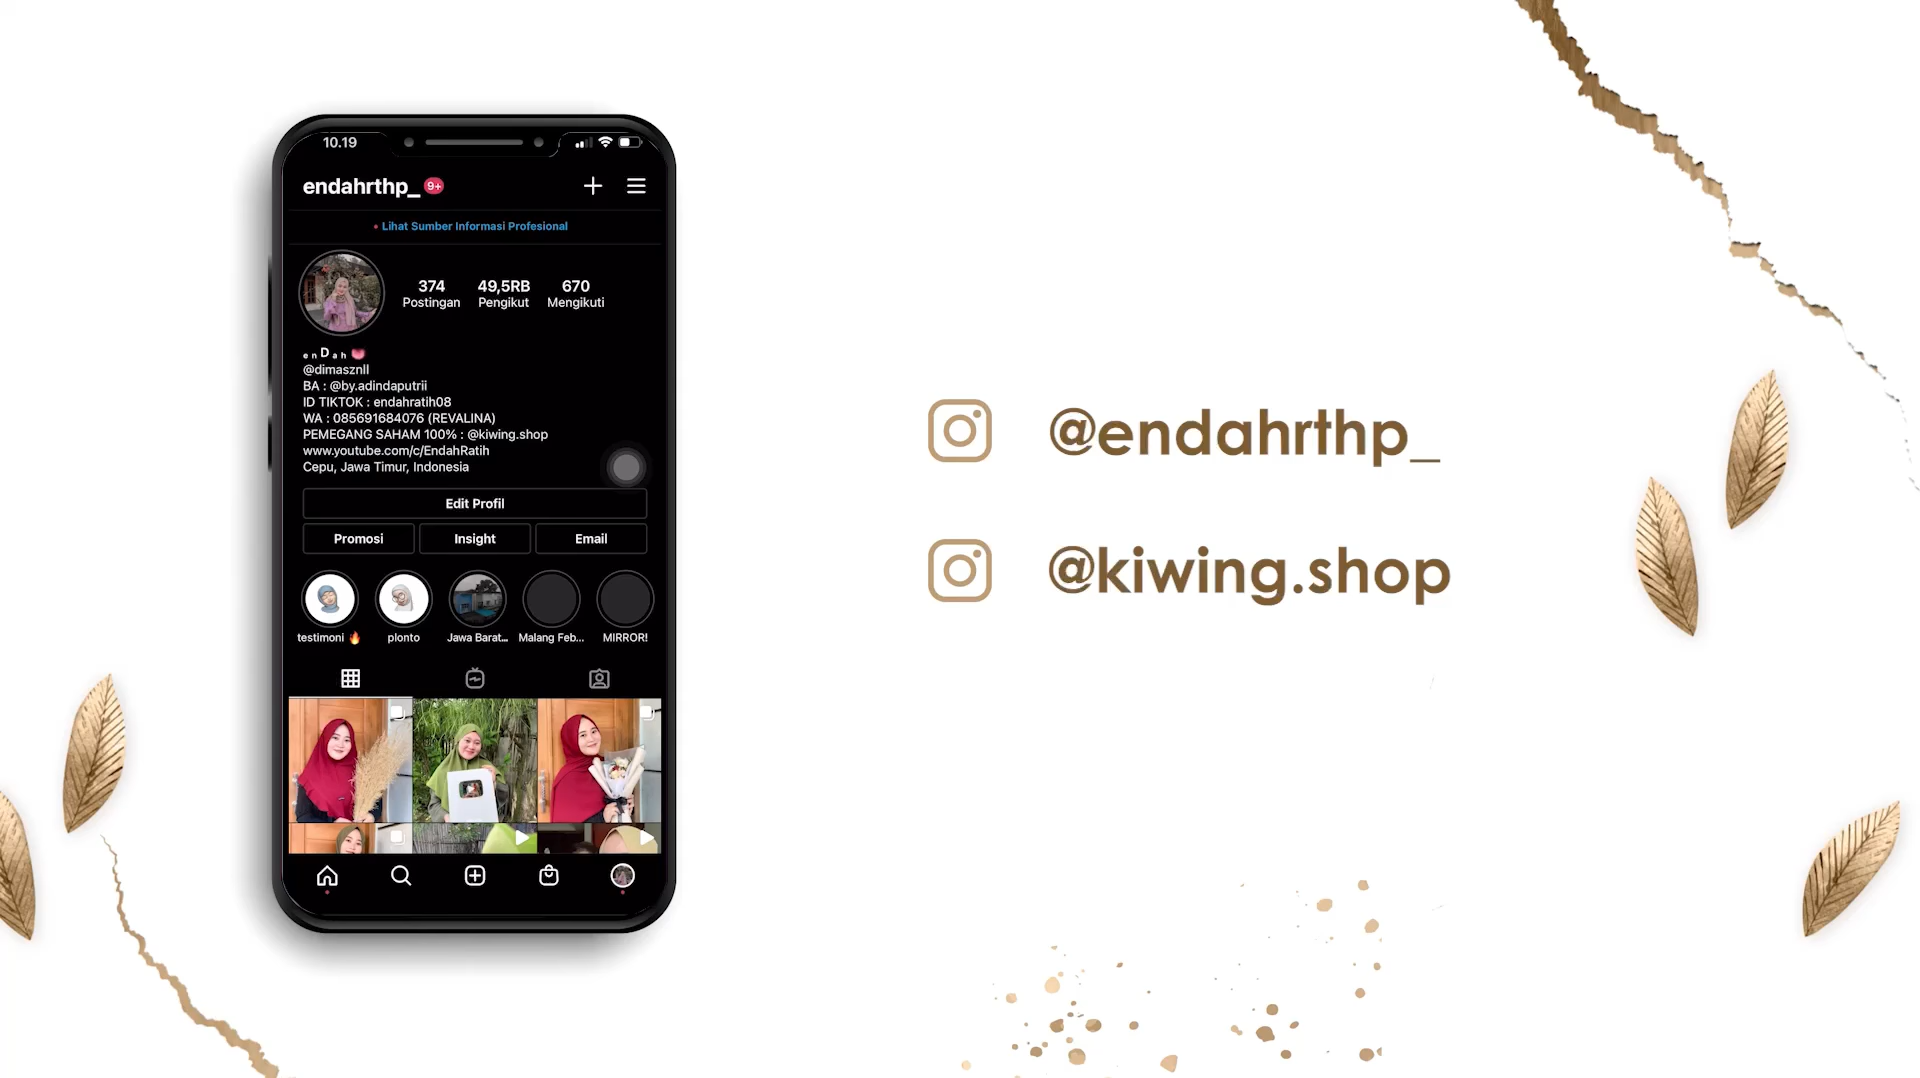 10.19
endahrthp_ 9+
Lihat Sumber Informasi Profesional
374 49,5RB 670
Postingan Pengikut Mengikuti
enDah
@dimasznll
BA : @by.adindaputrii
ID TIKTOK : endahratih08
WA : 085691684076 (REVALINA)
PEMEGANG SAHAM 100% : @kiwing.shop
www.youtube.com/c/EndahRatih
Cepu, Jawa Timur, Indonesia
Edit Profil
Promosi Insight Email
testimoni 🔥 plonto Jawa Barat... Malang Feb... MIRROR!
@endahrthp_
@kiwing.shop